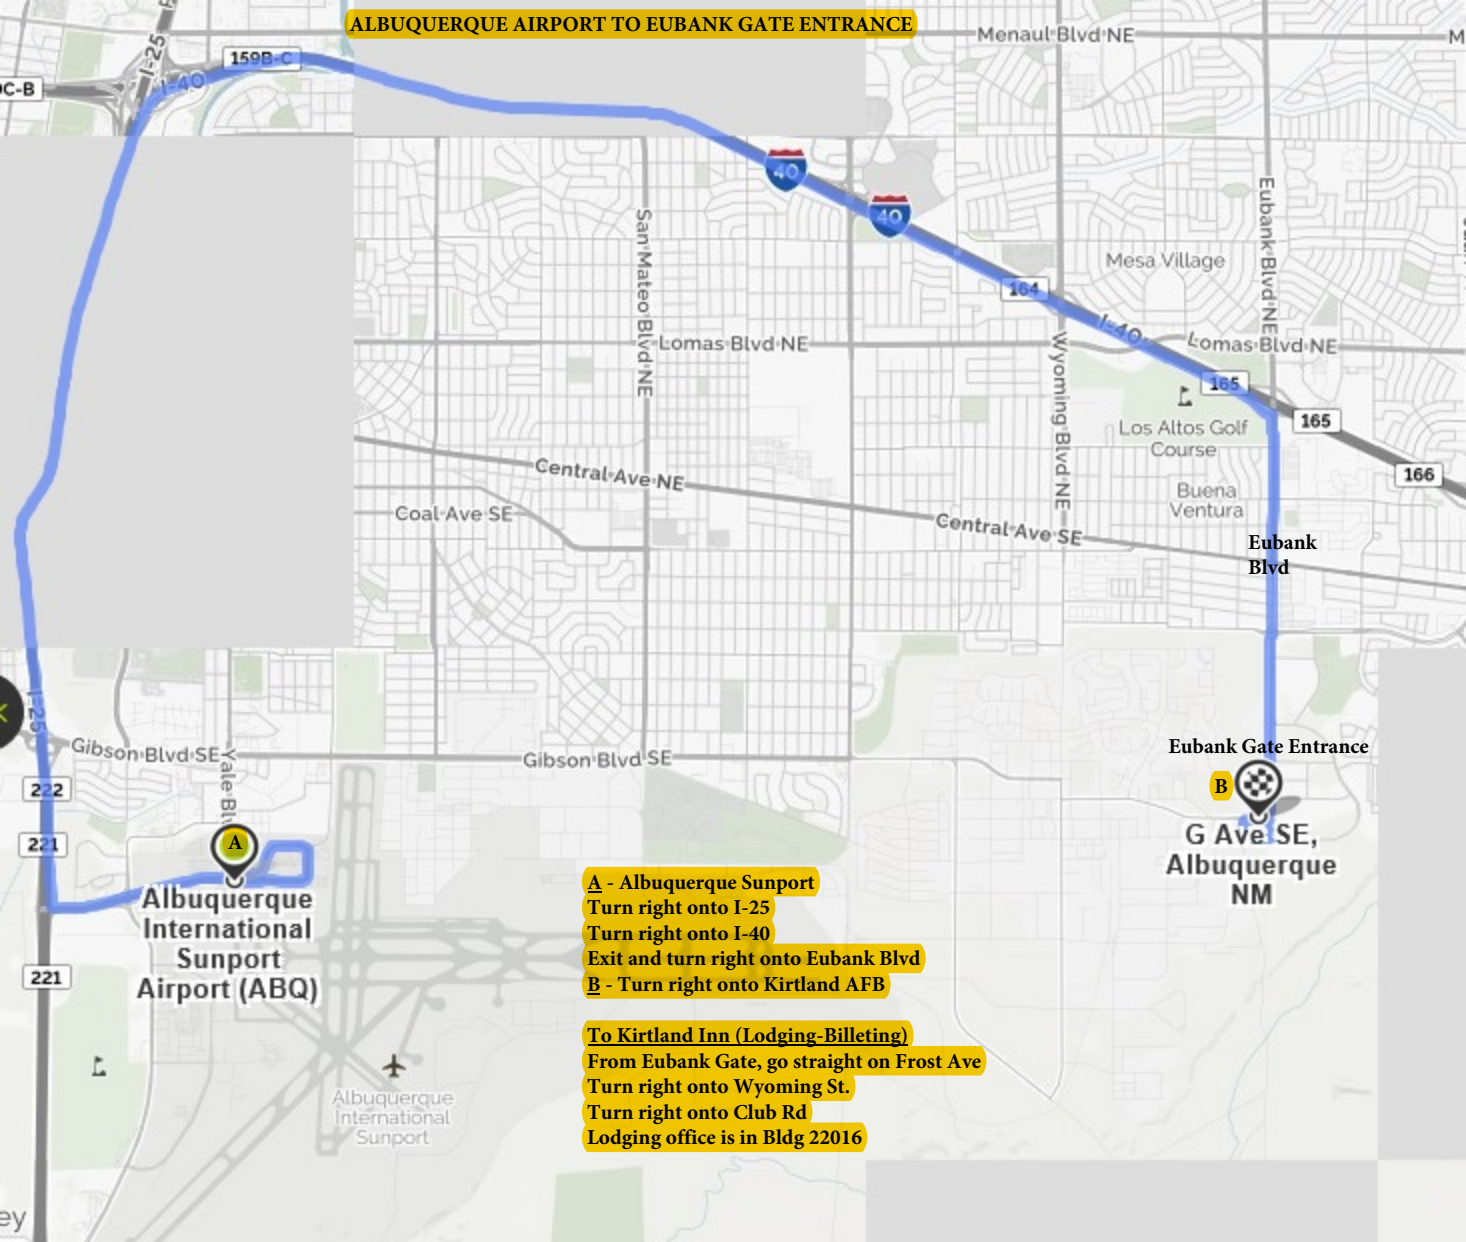 ALBUQUERQUE AIRPORT TO EUBANK GATE ENTRANCE
Menaul Blvd NE
M
I-25
159B-C
I-40
0C-B
40
40
Eubank Blvd NE
San Mateo Blvd NE
Mesa Village
164
I-40
Lomas Blvd NE
Lomas Blvd NE
Wyoming Blvd NE
165
165
Los Altos Golf
Course
166
Central Ave NE
Buena
Ventura
Coal Ave SE
Central Ave SE
Eubank
Blvd
I-25
Gibson Blvd SE
Yale Blv
Gibson Blvd SE
Eubank Gate Entrance
222
B
221
A
G Ave SE,
Albuquerque
NM
Albuquerque
International
Sunport
Airport (ABQ)
221
A - Albuquerque Sunport
Turn right onto I-25
Turn right onto I-40
Exit and turn right onto Eubank Blvd
B - Turn right onto Kirtland AFB
To Kirtland Inn (Lodging-Billeting)
From Eubank Gate, go straight on Frost Ave
Turn right onto Wyoming St.
Turn right onto Club Rd
Lodging office is in Bldg 22016
Albuquerque
International
Sunport
ey